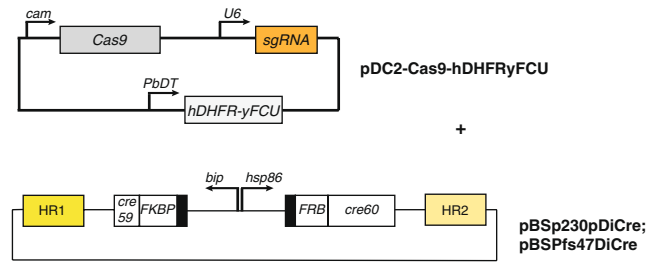 cam
U6
Cas9
sgRNA
pDC2-Cas9-hDHFRyFCU
PbDT
hDHFR-yFCU
+
bip
hsp86
HR1
cre
59
FKBP
FRB
cre60
HR2
pBSp230pDiCre;
pBSPfs47DiCre